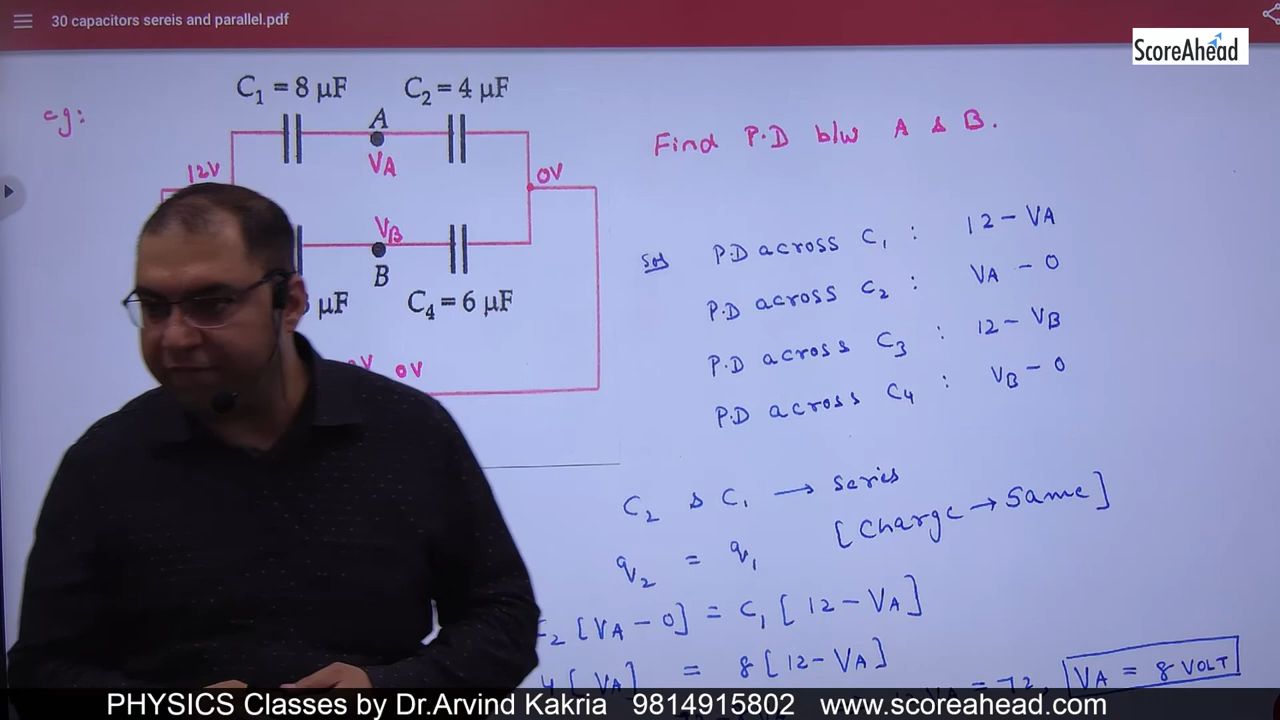 30 capacitors sereis and parallel.pdf
ScoreAhead
eg:
C₁ = 8 μF
C₂ = 4 μF
A
VA
12V
0V
VB
B
μF
C₄ = 6 μF
0V
Find P.D b/w A & B.
Sol P.D across C₁ : 12 - VA
P.D across C₂ : VA - 0
P.D across C₃ : 12 - VB
P.D across C₄ : VB - 0
C₂ & C₁ → Series
[Charge → Same]
q₂ = q₁
₂ [VA - 0] = C₁ [12 - VA]
4 [VA] = 8 [12 - VA]
VA = 8 VOLT
PHYSICS Classes by Dr.Arvind Kakria 9814915802 www.scoreahead.com